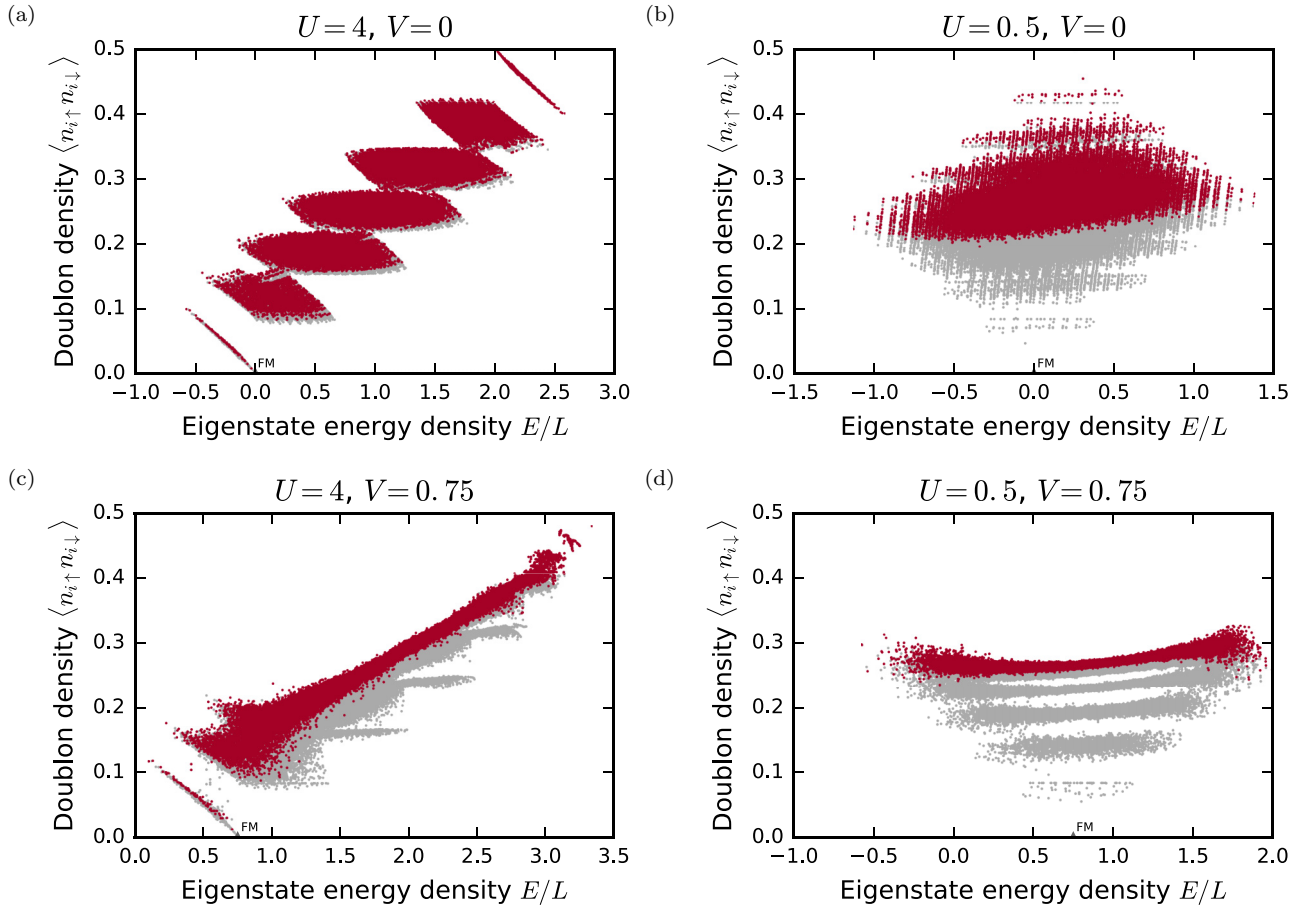 (a)
U=4, V=0
0.5
0.4
0.3
0.2
0.1
0.0
Doublon density ⟨n_{i↑} n_{i↓}⟩
FM
−1.0 −0.5 0.0 0.5 1.0 1.5 2.0 2.5 3.0
Eigenstate energy density E/L
(b)
U=0.5, V=0
0.5
0.4
0.3
0.2
0.1
0.0
Doublon density ⟨n_{i↑} n_{i↓}⟩
FM
−1.5 −1.0 −0.5 0.0 0.5 1.0 1.5
Eigenstate energy density E/L
(c)
U=4, V=0.75
0.5
0.4
0.3
0.2
0.1
0.0
Doublon density ⟨n_{i↑} n_{i↓}⟩
FM
0.0 0.5 1.0 1.5 2.0 2.5 3.0 3.5
Eigenstate energy density E/L
(d)
U=0.5, V=0.75
0.5
0.4
0.3
0.2
0.1
0.0
Doublon density ⟨n_{i↑} n_{i↓}⟩
FM
−1.0 −0.5 0.0 0.5 1.0 1.5 2.0
Eigenstate energy density E/L